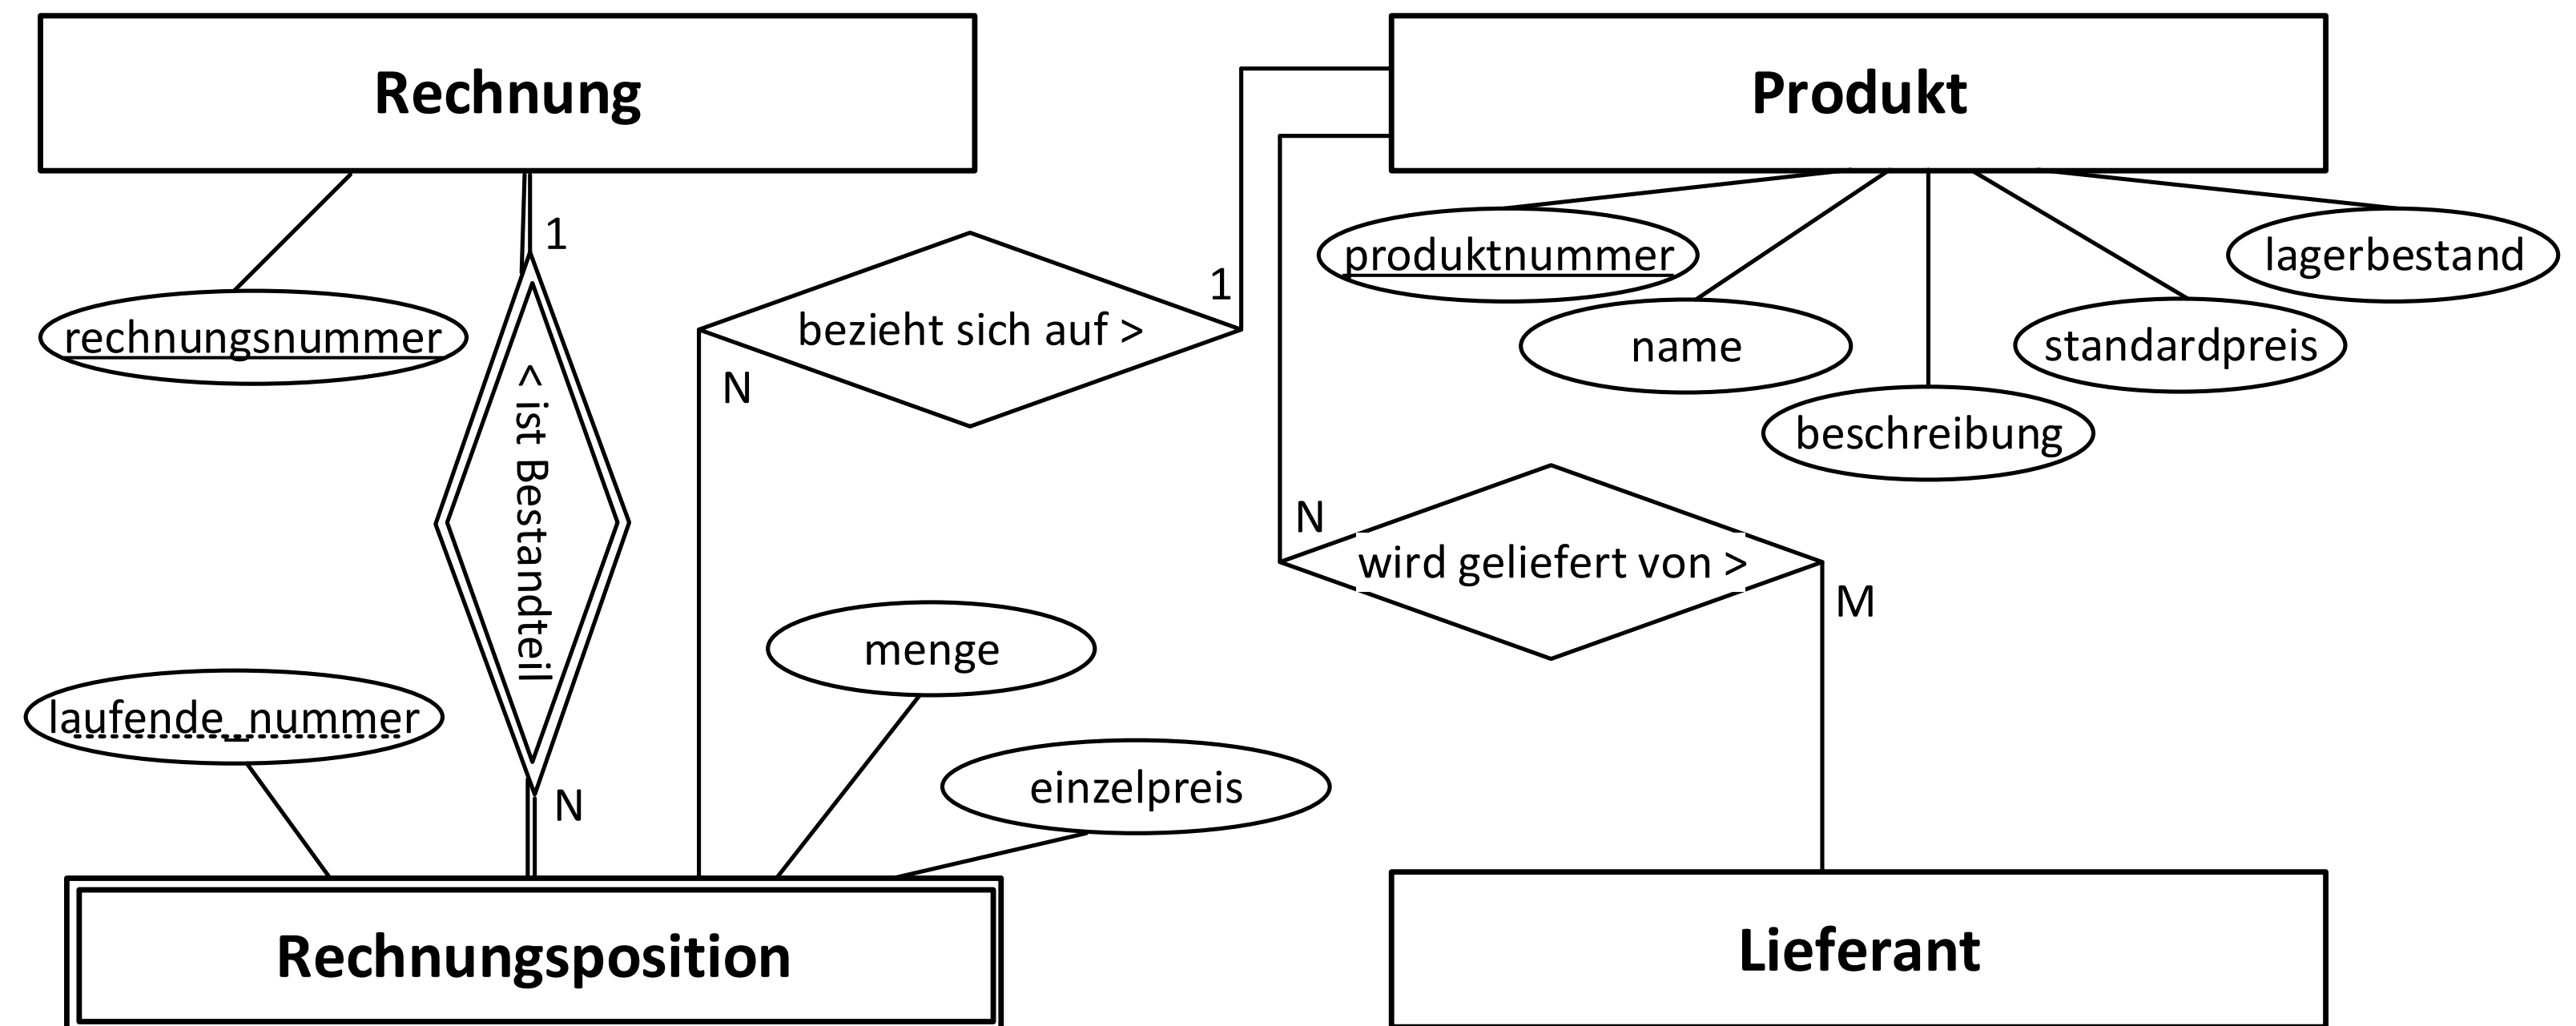 Rechnung
Produkt
1
rechnungsnummer
bezieht sich auf >
1
N
produktnummer
lagerbestand
name
standardpreis
beschreibung
< ist Bestandteil
N
wird geliefert von >
M
menge
laufende_nummer
einzelpreis
N
Rechnungsposition
Lieferant